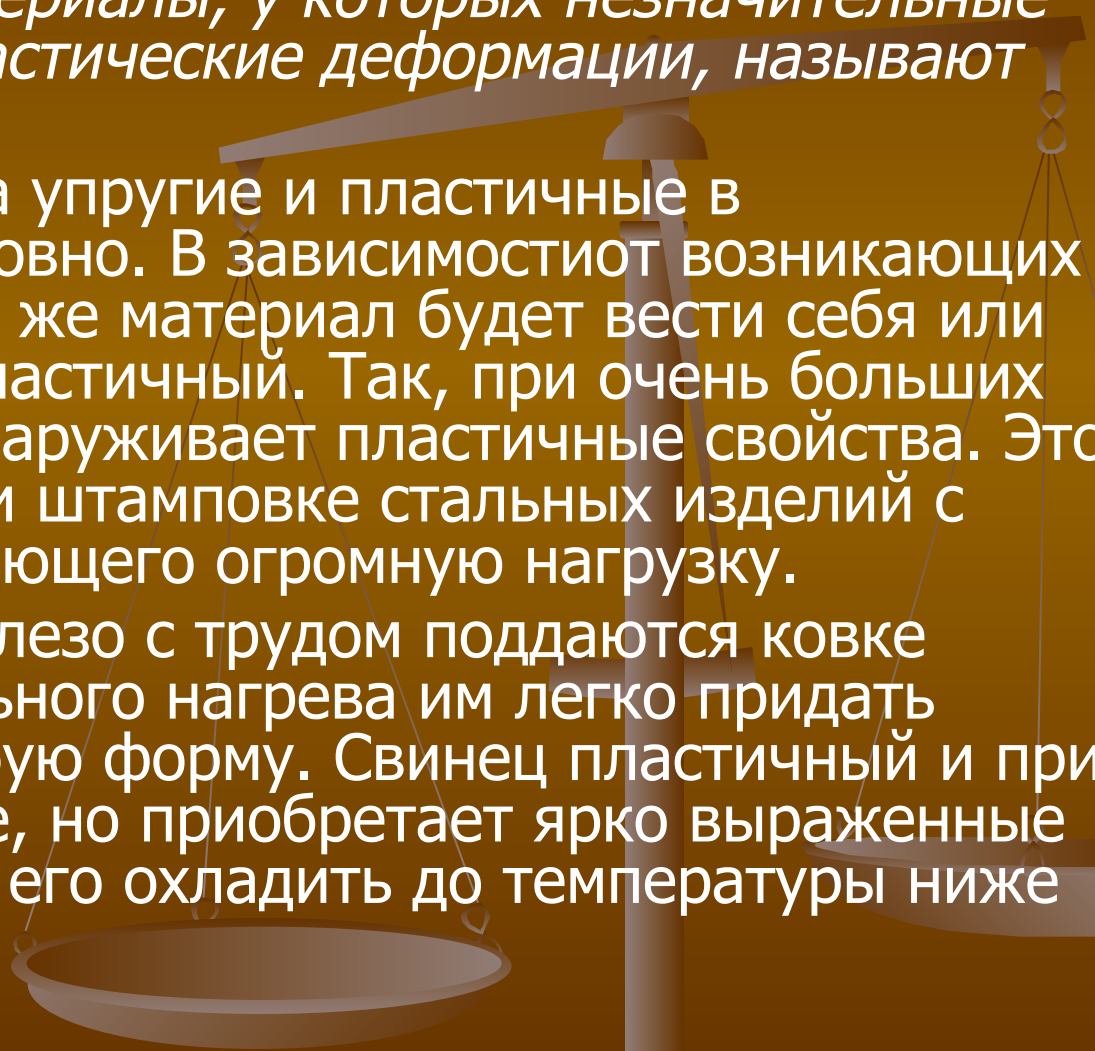 ериалы, у которых незначительные
астические деформации, называют
а упругие и пластичные в
овно. В зависимостиот возникающих
же материал будет вести себя или
ластичный. Так, при очень больших
аруживает пластичные свойства. Это
и штамповке стальных изделий с
ающего огромную нагрузку.
лезо с трудом поддаются ковке
ьного нагрева им легко придать
ую форму. Свинец пластичный и при
е, но приобретает ярко выраженные
его охладить до температуры ниже